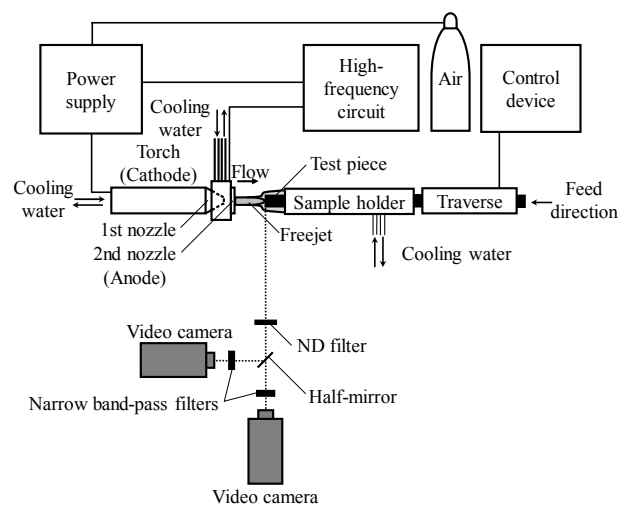 Power
supply
High-
frequency
circuit
Air
Control
device
Cooling
water
Torch
(Cathode)
Flow
Test piece
Cooling
water
Sample holder
Traverse
Feed
direction
1st nozzle
2nd nozzle
(Anode)
Freejet
Cooling water
Video camera
ND filter
Half-mirror
Narrow band-pass filters
Video camera